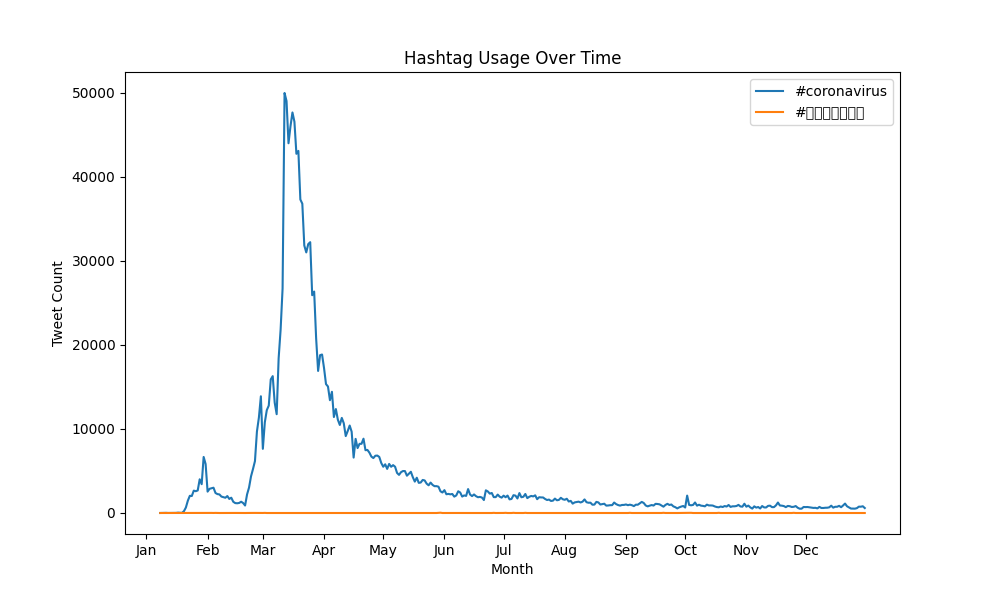 Hashtag Usage Over Time
#coronavirus
#
50000
40000
30000
20000
10000
0
Tweet Count
Jan Feb Mar Apr May Jun Jul Aug Sep Oct Nov Dec
Month